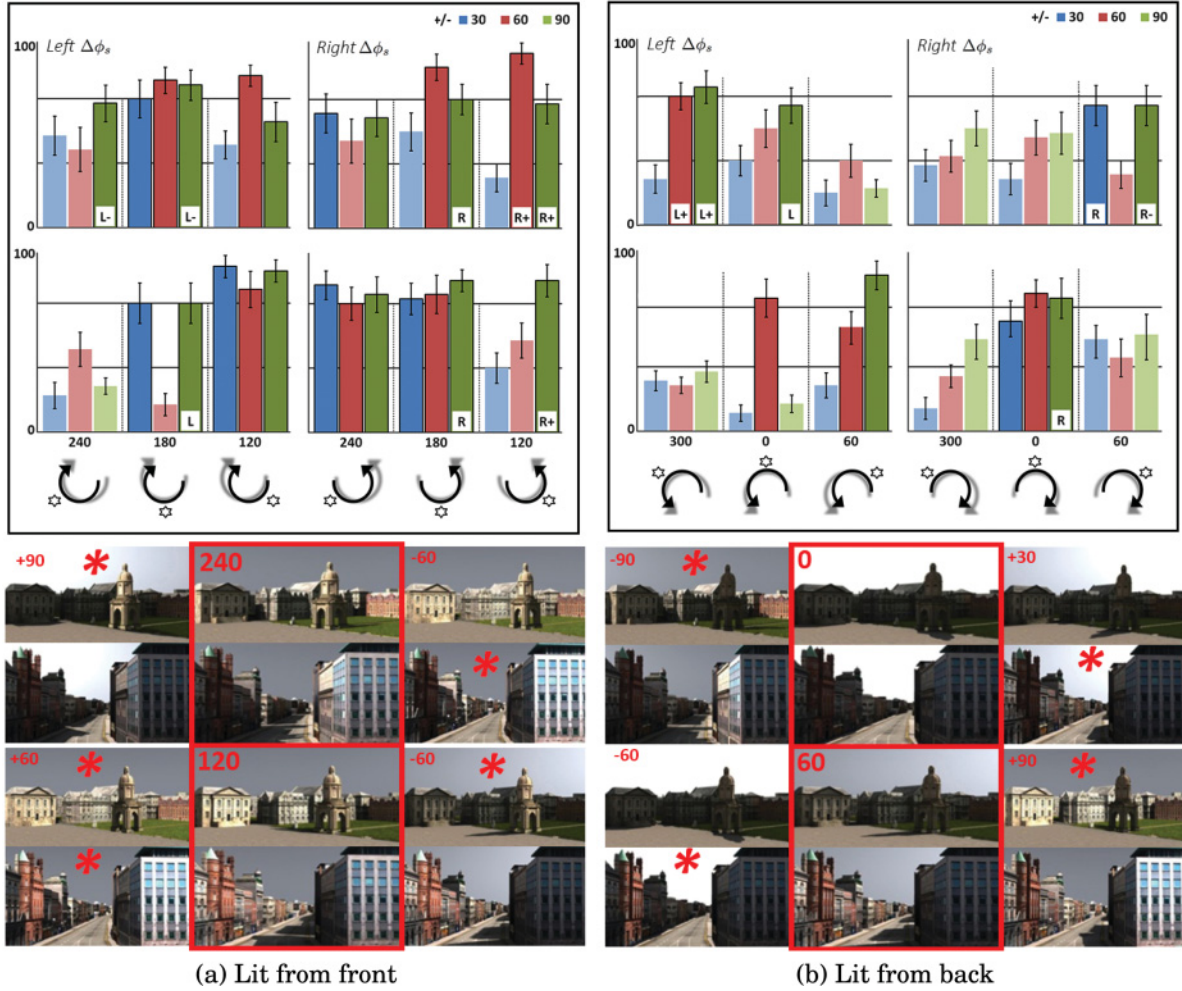 +/- 30 60 90
Left Δϕs
Right Δϕs
100
0
L-
L-
R
R+
R+
100
0
L
R
R+
240
180
120
240
180
120
+/- 30 60 90
Left Δϕs
Right Δϕs
100
0
L+
L+
L
R
R-
100
0
R
300
0
60
300
0
60
+90
*
240
-60
*
+60
*
120
-60
*
*
-90
*
0
+30
*
-60
60
+90
*
*
(a) Lit from front
(b) Lit from back